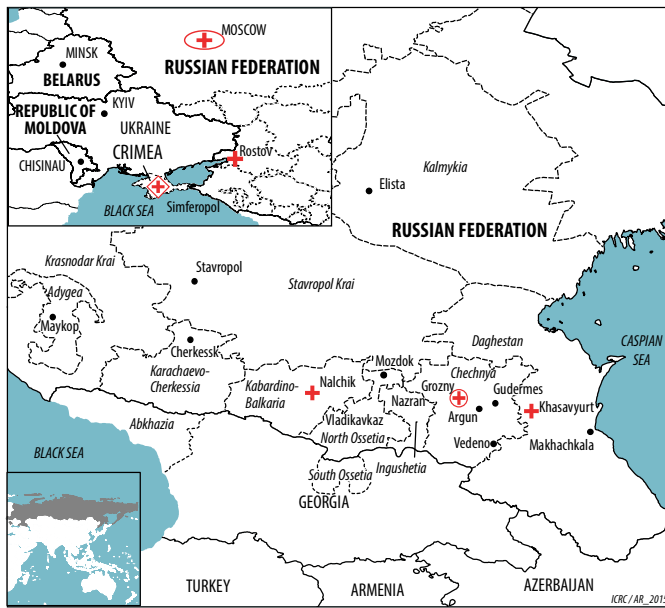 MOSCOW
MINSK
RUSSIAN FEDERATION
BELARUS
REPUBLIC OF
MOLDOVA
KYIV
UKRAINE
CRIMEA
CHISINAU
Rostov
BLACK SEA
Simferopol
Kalmykia
Elista
RUSSIAN FEDERATION
Krasnodar Krai
Stavropol
Stavropol Krai
Adygea
Maykop
Cherkessk
Daghestan
CASPIAN
SEA
Karachaevo-
Cherkessia
Kabardino-
Balkaria
Nalchik
Mozdok
Chechnya
Grozny
Gudermes
Nazran
Argun
Khasavyurt
Abkhazia
Vladikavkaz
North Ossetia
Vedeno
Makhachkala
BLACK SEA
South Ossetia
Ingushetia
GEORGIA
TURKEY
ARMENIA
AZERBAIJAN
ICRC / AR_2015